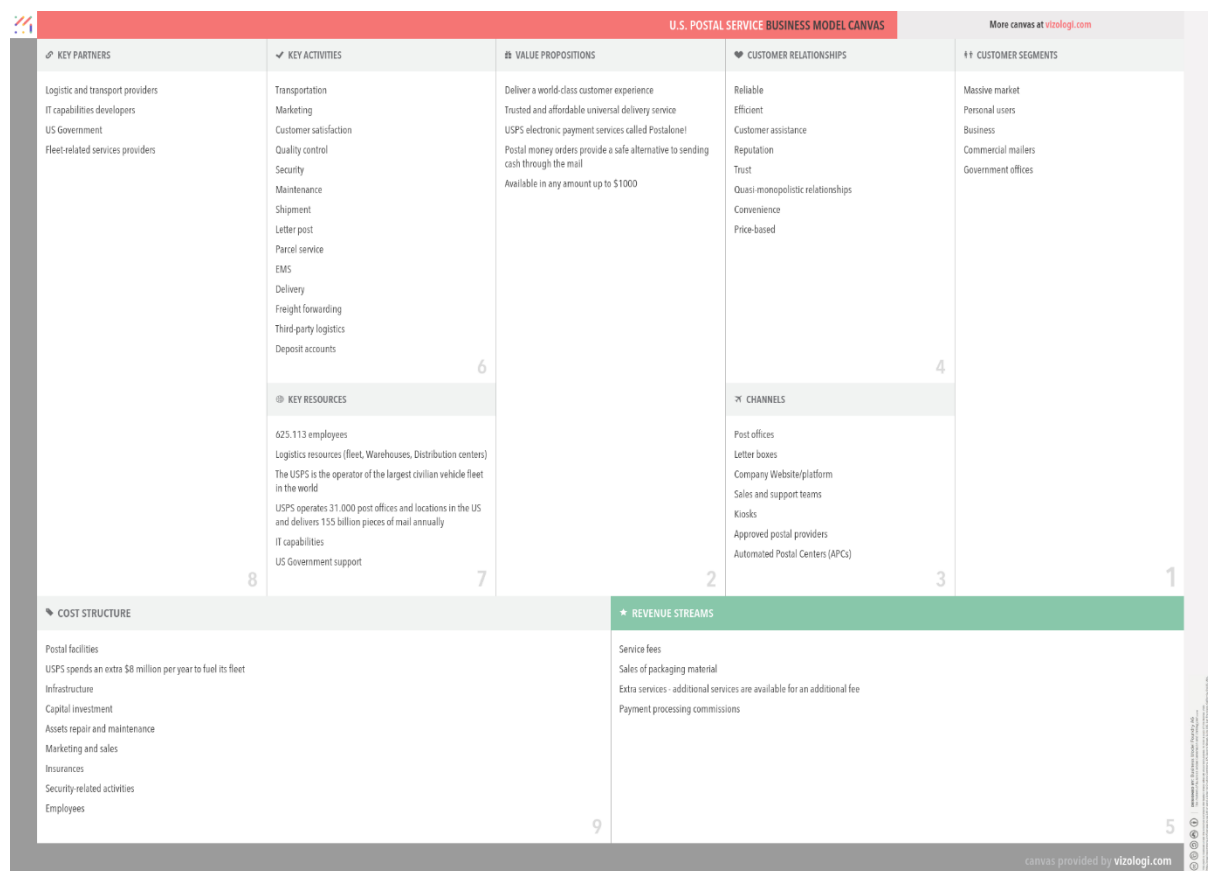 U.S. POSTAL SERVICE BUSINESS MODEL CANVAS
More canvas at vizologi.com
KEY PARTNERS
Logistic and transport providers
IT capabilities developers
US Government
Fleet-related services providers
8
KEY ACTIVITIES
Transportation
Marketing
Customer satisfaction
Quality control
Security
Maintenance
Shipment
Letter post
Parcel service
EMS
Delivery
Freight forwarding
Third-party logistics
Deposit accounts
6
KEY RESOURCES
625.113 employees
Logistics resources (fleet, Warehouses, Distribution centers)
The USPS is the operator of the largest civilian vehicle fleet
in the world
USPS operates 31.000 post offices and locations in the US
and delivers 155 billion pieces of mail annually
IT capabilities
US Government support
7
VALUE PROPOSITIONS
Deliver a world-class customer experience
Trusted and affordable universal delivery service
USPS electronic payment services called Postalone!
Postal money orders provide a safe alternative to sending
cash through the mail
Available in any amount up to $1000
2
CUSTOMER RELATIONSHIPS
Reliable
Efficient
Customer assistance
Reputation
Trust
Quasi-monopolistic relationships
Convenience
Price-based
4
CHANNELS
Post offices
Letter boxes
Company Website/platform
Sales and support teams
Kiosks
Approved postal providers
Automated Postal Centers (APCs)
3
CUSTOMER SEGMENTS
Massive market
Personal users
Business
Commercial mailers
Government offices
1
COST STRUCTURE
Postal facilities
USPS spends an extra $8 million per year to fuel its fleet
Infrastructure
Capital investment
Assets repair and maintenance
Marketing and sales
Insurances
Security-related activities
Employees
9
REVENUE STREAMS
Service fees
Sales of packaging material
Extra services - additional services are available for an additional fee
Payment processing commissions
5
canvas provided by vizologi.com